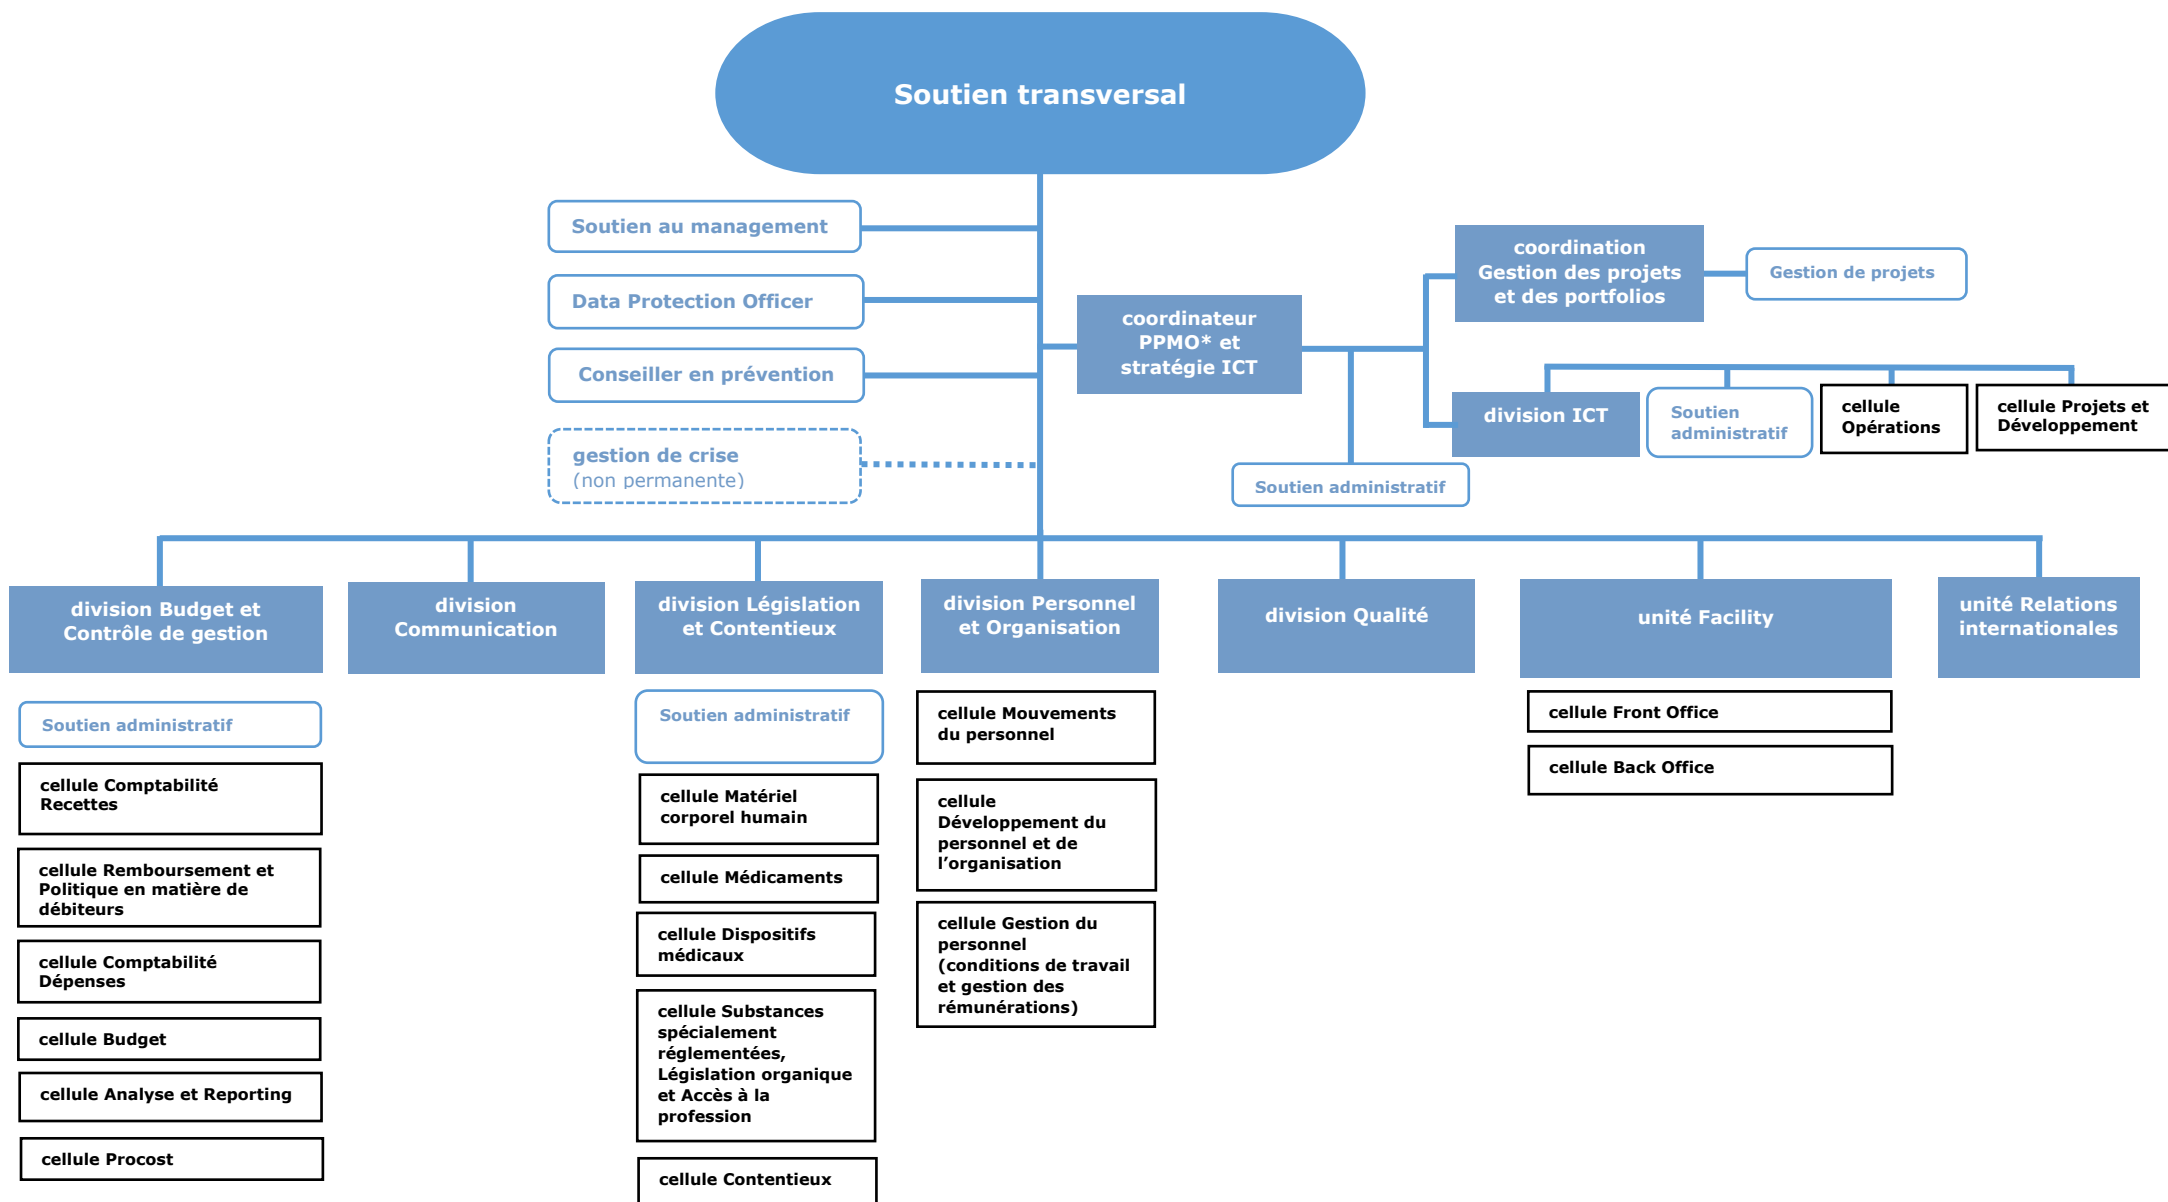 Soutien transversal
Soutien au management
Data Protection Officer
Conseiller en prévention
gestion de crise
(non permanente)
coordinateur
PPMO* et
stratégie ICT
coordination
Gestion des projets
et des portfolios
Gestion de projets
division ICT
Soutien
administratif
cellule
Opérations
cellule Projets et
Développement
Soutien administratif
division Budget et
Contrôle de gestion
division
Communication
division Législation
et Contentieux
division Personnel
et Organisation
division Qualité
unité Facility
unité Relations
internationales
Soutien administratif
cellule Comptabilité
Recettes
cellule Remboursement et
Politique en matière de
débiteurs
cellule Comptabilité
Dépenses
cellule Budget
cellule Analyse et Reporting
cellule Procost
Soutien administratif
cellule Matériel
corporel humain
cellule Médicaments
cellule Dispositifs
médicaux
cellule Substances
spécialement
réglementées,
Législation organique
et Accès à la
profession
cellule Contentieux
cellule Mouvements
du personnel
cellule
Développement du
personnel et de
l’organisation
cellule Gestion du
personnel
(conditions de travail
et gestion des
rémunérations)
cellule Front Office
cellule Back Office